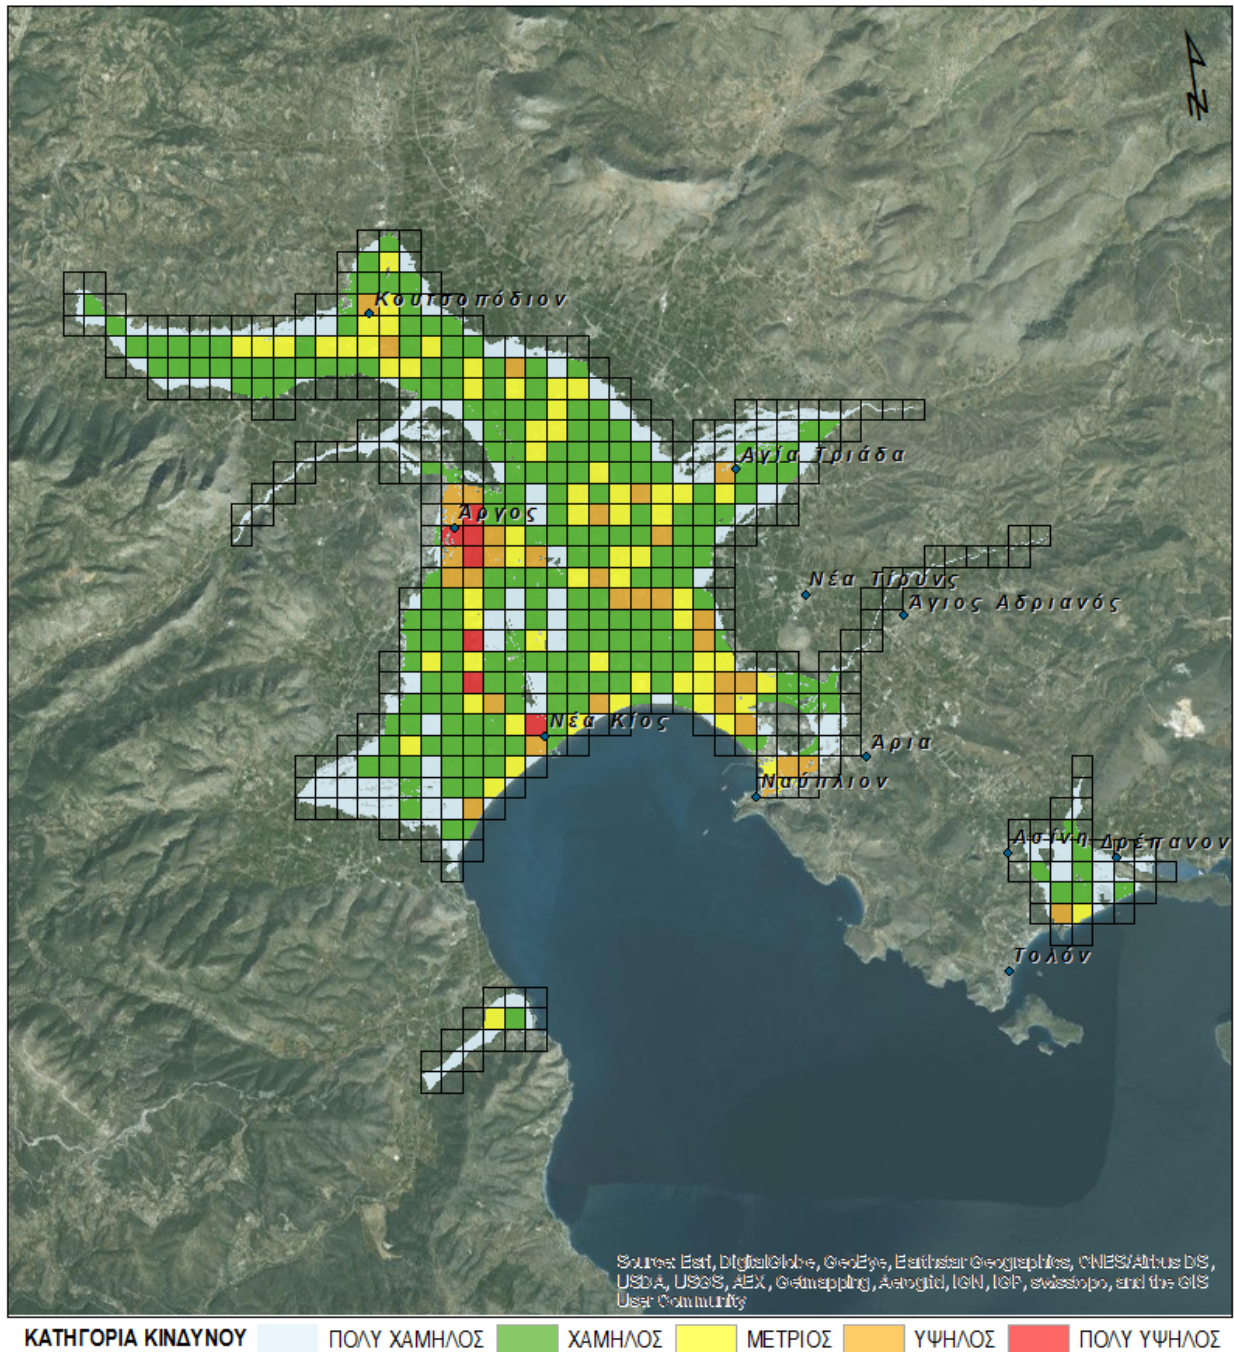 N
Κουτσοπόδιον
Αγία Τριάδα
Άργος
Νέα Τίρυνς
Άγιος Αδριανός
Νέα Κίος
Άρια
Ναύπλιον
Ασίνη Δρέπανον
Τολόν
Source: Esri, DigitalGlobe, GeoEye, Earthstar Geographics, CNES/Airbus DS,
USDA, USGS, AEX, Getmapping, Aerogrid, IGN, IGP, swisstopo, and the GIS
User Community
ΚΑΤΗΓΟΡΙΑ ΚΙΝΔΥΝΟΥ ΠΟΛΥ ΧΑΜΗΛΟΣ ΧΑΜΗΛΟΣ ΜΕΤΡΙΟΣ ΥΨΗΛΟΣ ΠΟΛΥ ΥΨΗΛΟΣ